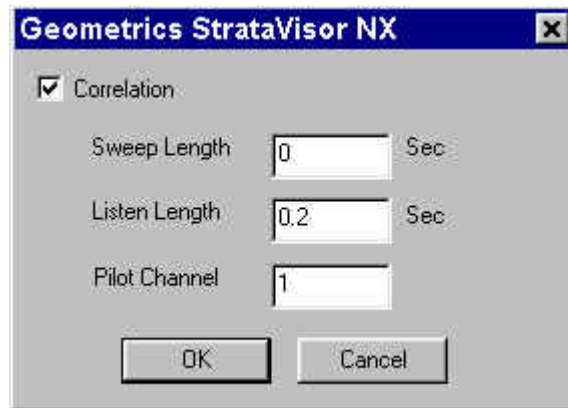 Geometrics StrataVisor NX
Correlation
Sweep Length 0 Sec
Listen Length 0.2 Sec
Pilot Channel 1
OK Cancel